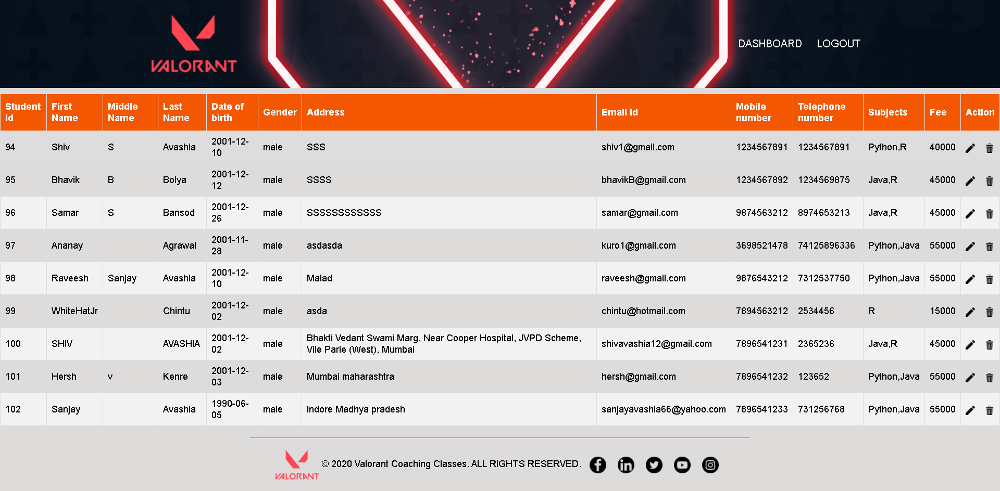 VALORANT
DASHBOARD LOGOUT
Student Id First Name Middle Name Last Name Date of birth Gender Address Email id Mobile number Telephone number Subjects Fee Action
94 Shiv S Avashia 2001-12-10 male SSS shiv1@gmail.com 1234567891 1234567891 Python,R 40000
95 Bhavik B Bolya 2001-12-12 male SSSS bhavikB@gmail.com 1234567892 1234569875 Java,R 45000
96 Samar S Bansod 2001-12-26 male SSSSSSSSSSSS samar@gmail.com 9874563212 8974653213 Java,R 45000
97 Ananay Agrawal 2001-11-28 male asdasda kuro1@gmail.com 3698521478 74125896336 Python,Java 55000
98 Raveesh Sanjay Avashia 2001-12-10 male Malad raveesh@gmail.com 9876543212 7312537750 Python,Java 55000
99 WhiteHatJr Chintu 2001-12-02 male asda chintu@hotmail.com 7894563212 2534456 R 15000
100 SHIV AVASHIA 2001-12-02 male Bhakti Vedant Swami Marg, Near Cooper Hospital, JVPD Scheme, Vile Parle (West), Mumbai shivavashia12@gmail.com 7896541231 2365236 Java,R 45000
101 Hersh v Kenre 2001-12-03 male Mumbai maharashtra hersh@gmail.com 7896541232 123652 Python,Java 55000
102 Sanjay Avashia 1990-06-05 male Indore Madhya pradesh sanjayavashia66@yahoo.com 7896541233 731256768 Python,Java 55000
VALORANT © 2020 Valorant Coaching Classes. ALL RIGHTS RESERVED.